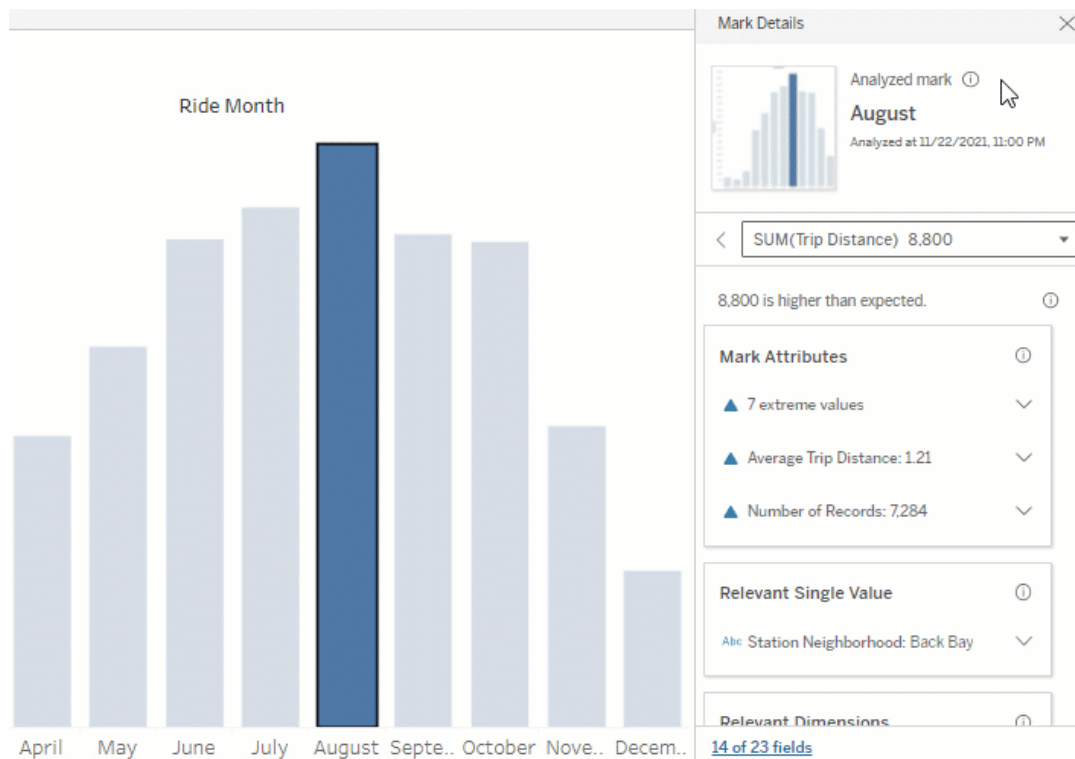 Mark Details
Analyzed mark
August
Analyzed at 11/22/2021, 11:00 PM
Ride Month
SUM(Trip Distance) 8,800
8,800 is higher than expected.
Mark Attributes
7 extreme values
Average Trip Distance: 1.21
Number of Records: 7,284
Relevant Single Value
Abc Station Neighborhood: Back Bay
Relevant Dimensions
April May June July August Septe.. October Nove.. Decem..
14 of 23 fields